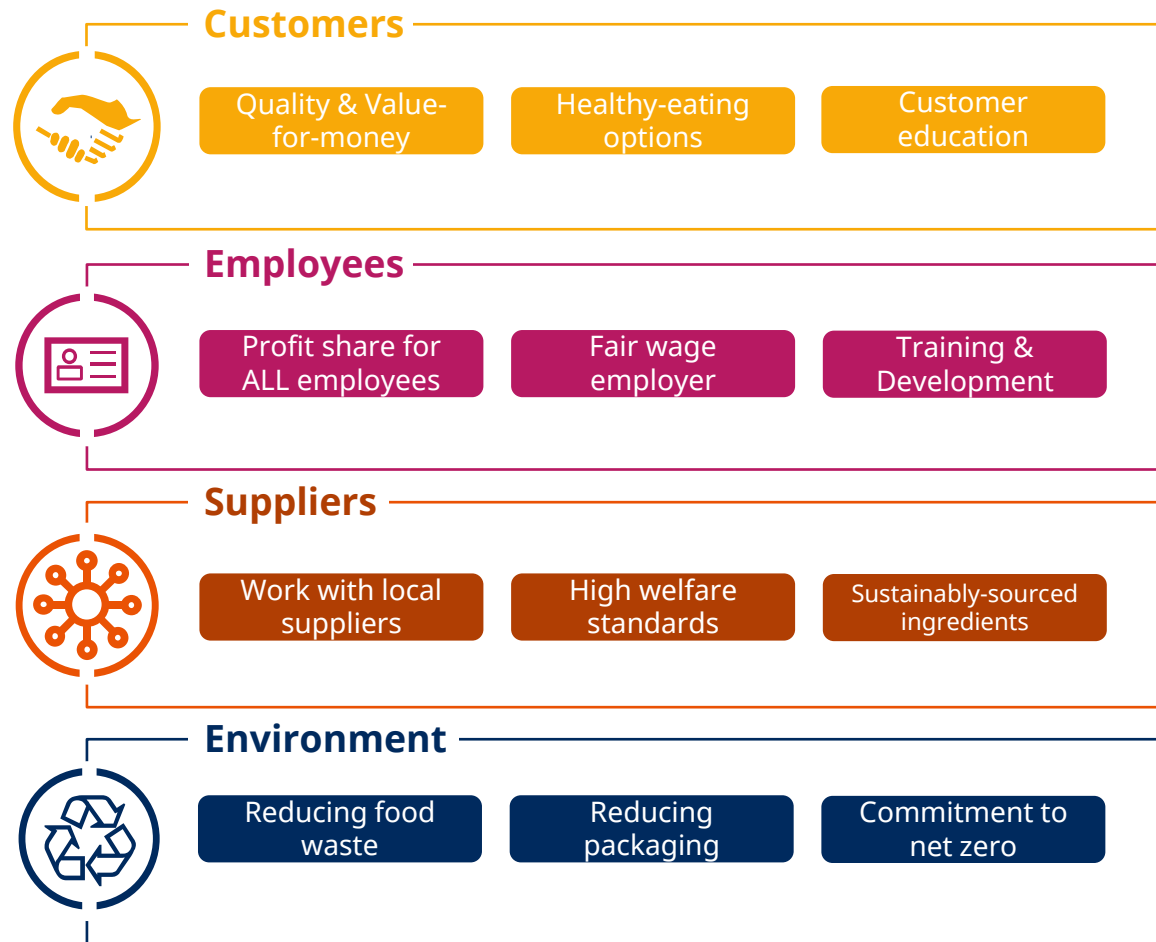 Customers
Quality & Value-
for-money
Healthy-eating
options
Customer
education
Employees
Profit share for
ALL employees
Fair wage
employer
Training &
Development
Suppliers
Work with local
suppliers
High welfare
standards
Sustainably-sourced
ingredients
Environment
Reducing food
waste
Reducing
packaging
Commitment to
net zero